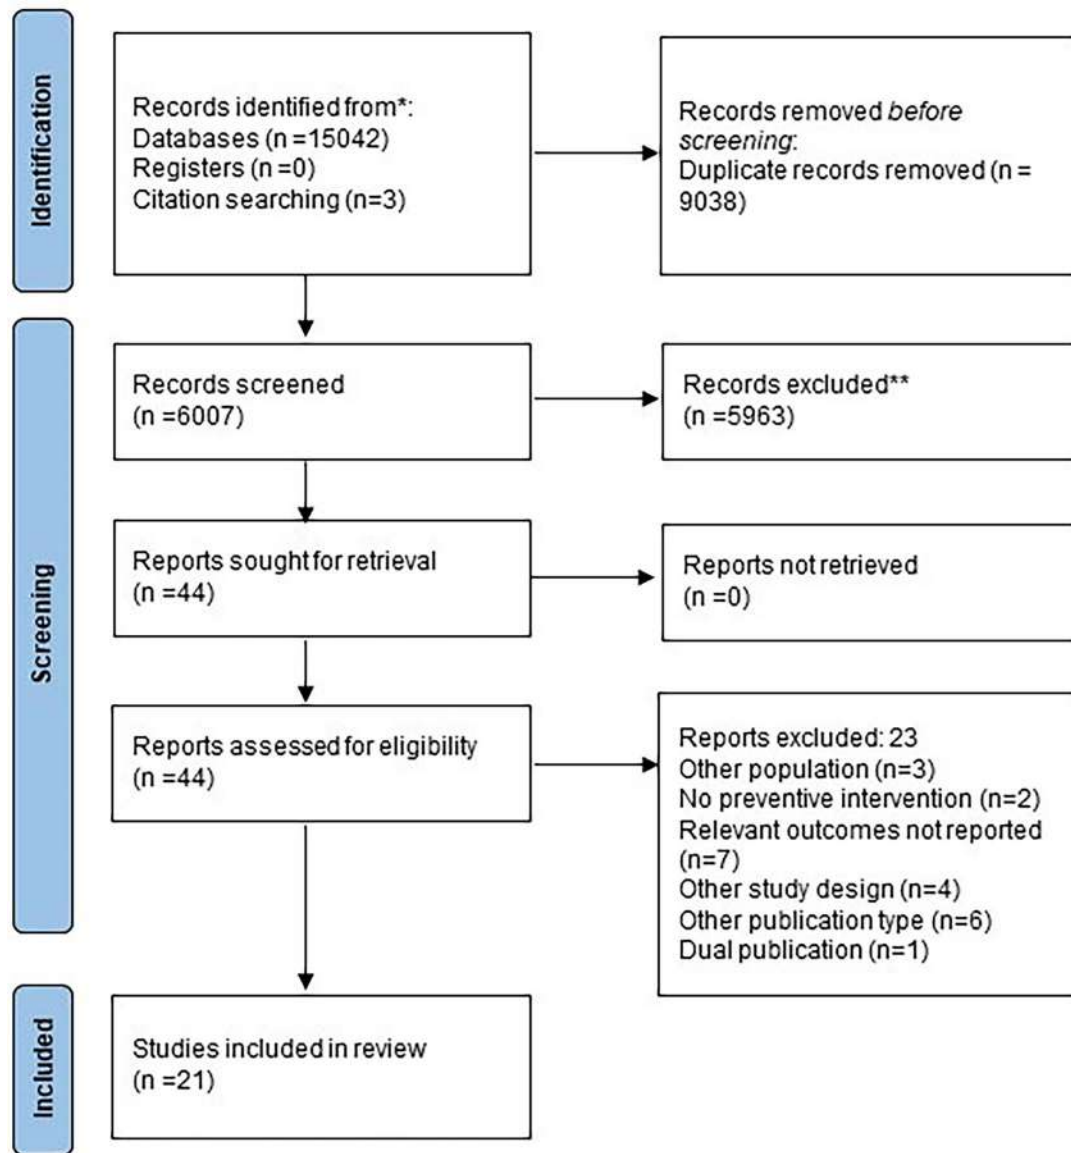 Identification
Records identified from*:
Databases (n =15042)
Registers (n =0)
Citation searching (n=3)
Records removed before
screening:
Duplicate records removed (n =
9038)
Screening
Records screened
(n =6007)
Records excluded**
(n =5963)
Reports sought for retrieval
(n =44)
Reports not retrieved
(n =0)
Reports assessed for eligibility
(n =44)
Reports excluded: 23
Other population (n=3)
No preventive intervention (n=2)
Relevant outcomes not reported
(n=7)
Other study design (n=4)
Other publication type (n=6)
Dual publication (n=1)
Included
Studies included in review
(n =21)